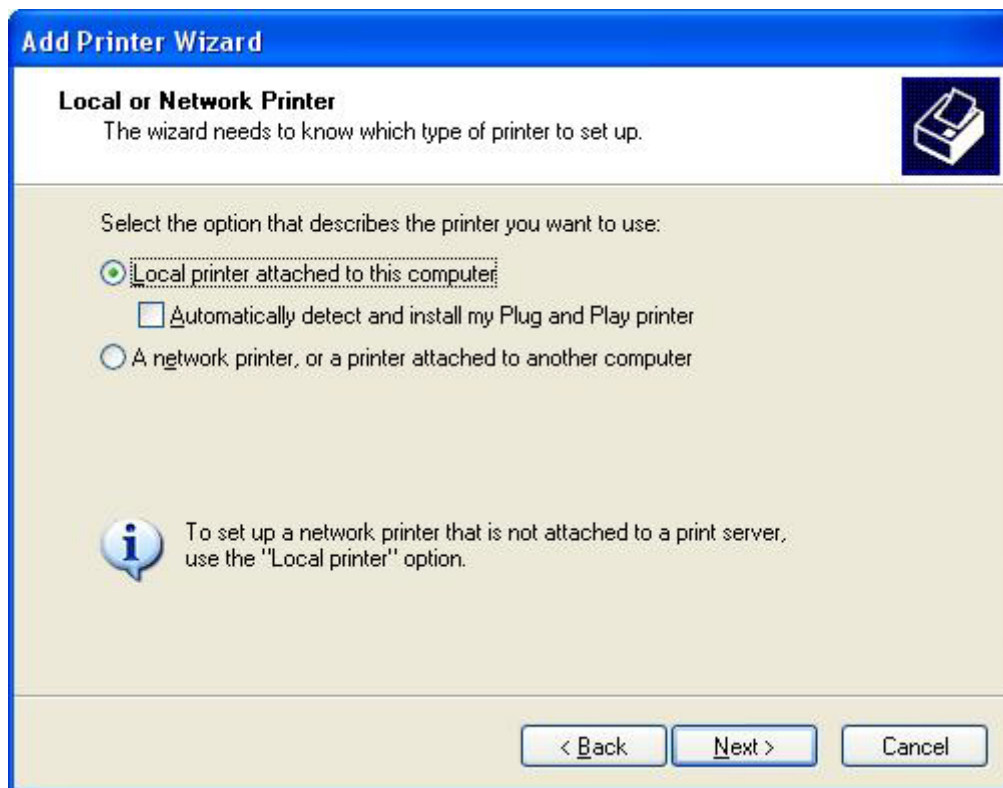 Add Printer Wizard
Local or Network Printer
The wizard needs to know which type of printer to set up.
Select the option that describes the printer you want to use:
Local printer attached to this computer
Automatically detect and install my Plug and Play printer
A network printer, or a printer attached to another computer
To set up a network printer that is not attached to a print server,
use the "Local printer" option.
< Back
Next >
Cancel